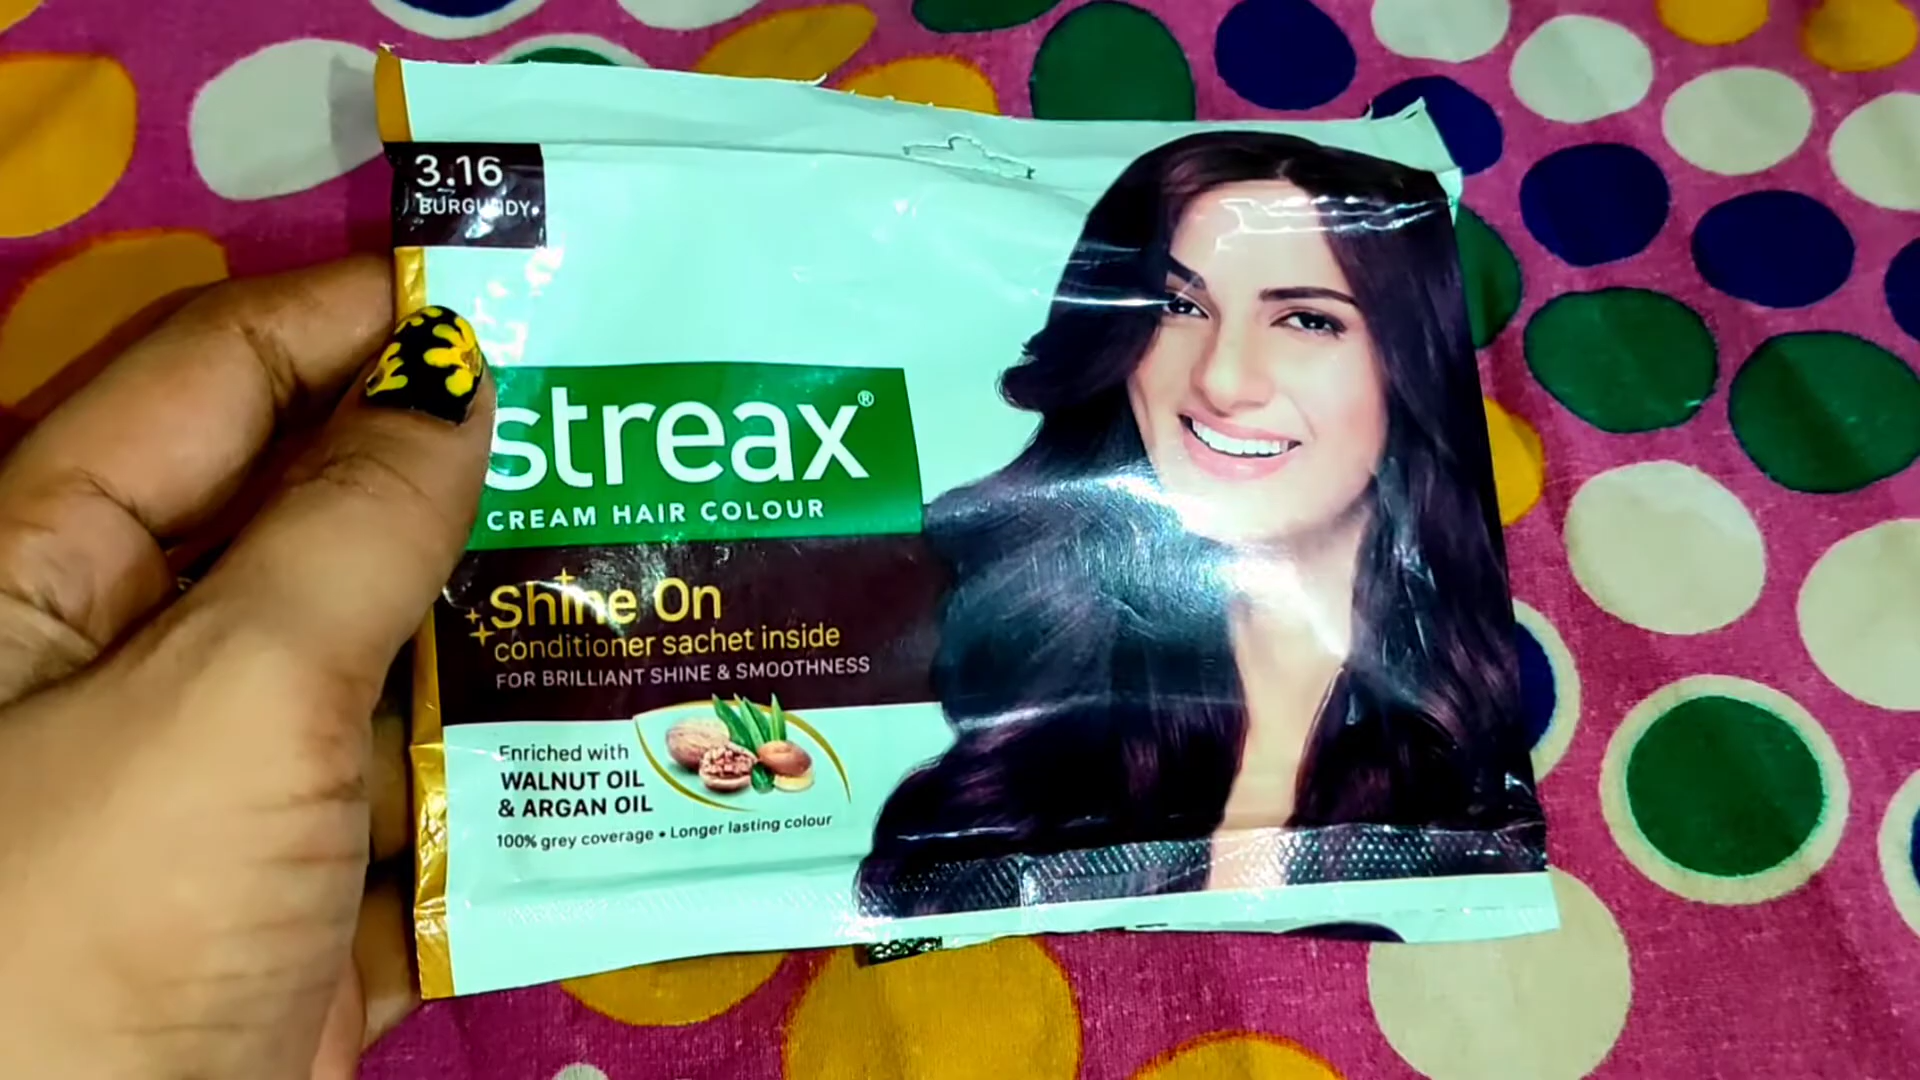 3.16
BURGUNDY
streax®
CREAM HAIR COLOUR
Shine On
conditioner sachet inside
FOR BRILLIANT SHINE & SMOOTHNESS
Enriched with
WALNUT OIL
& ARGAN OIL
100% grey coverage • Longer lasting colour